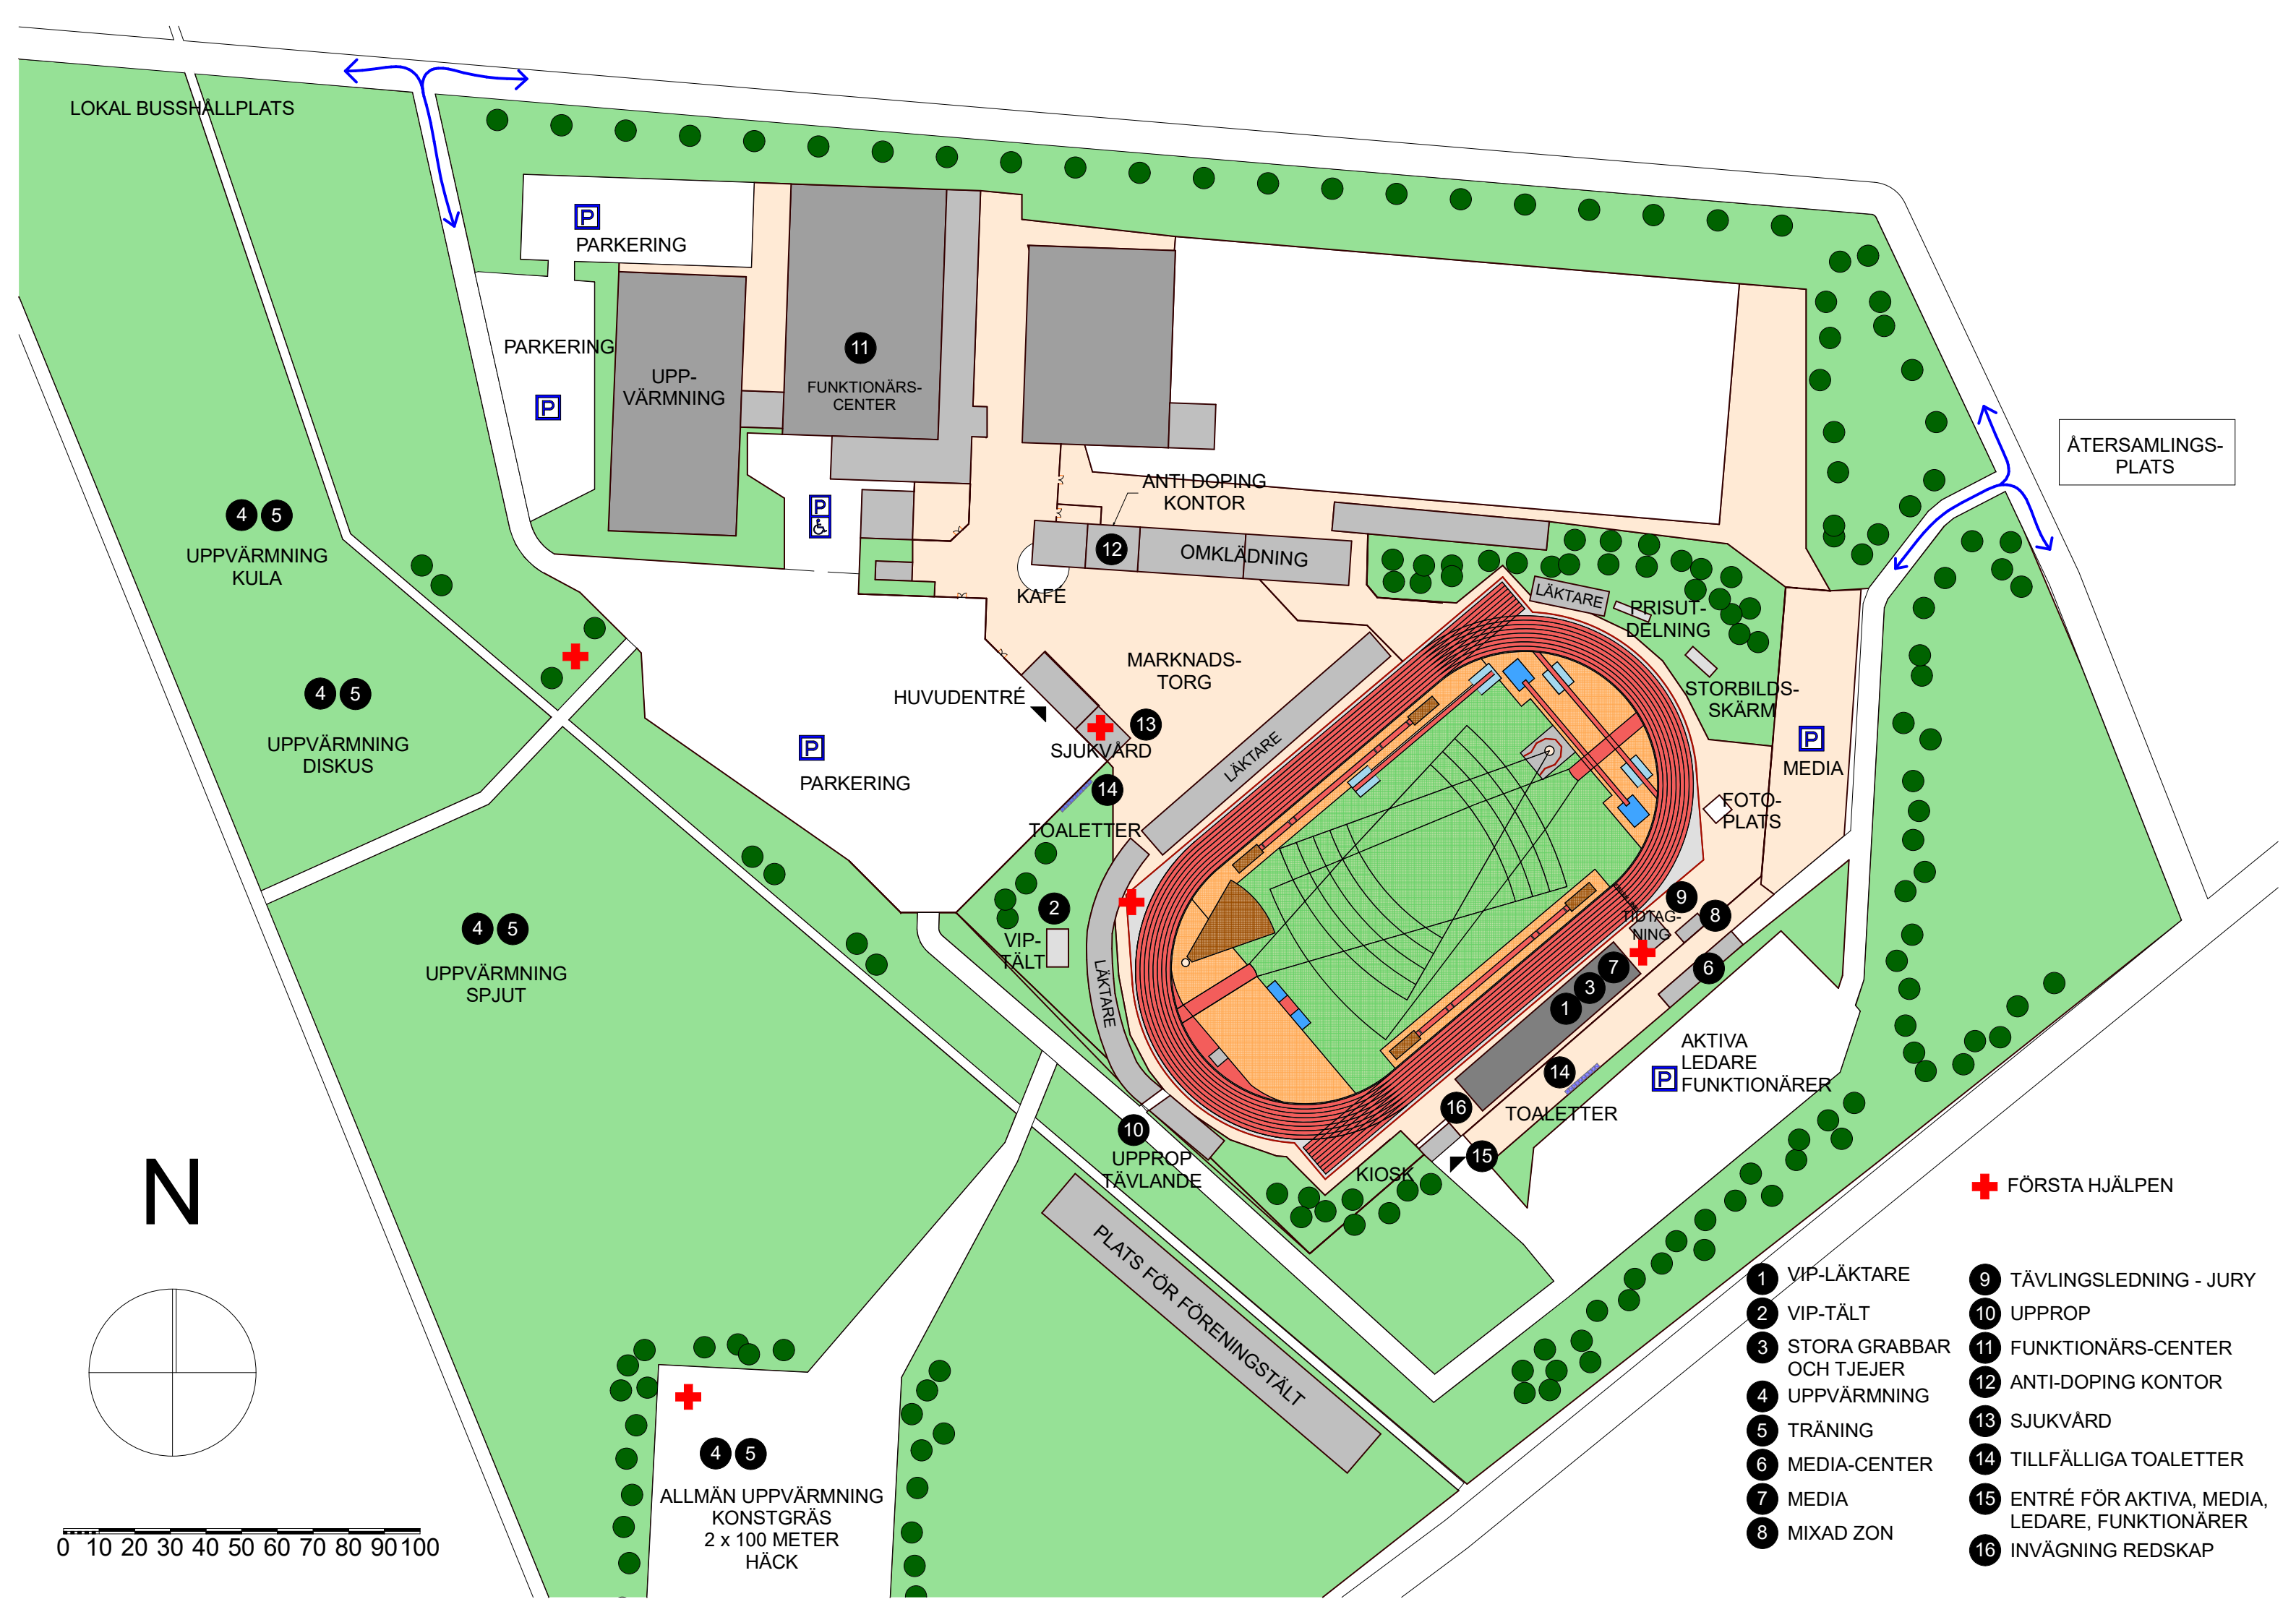 LOKAL BUSSHÅLLPLATS
P
PARKERING
PARKERING
P
UPP-
VÄRMNING
11
FUNKTIONÄRS-
CENTER
ÅTERSAMLINGS-
PLATS
P
ANTI DOPING
KONTOR
12
OMKLÄDNING
KAFÉ
4 5
UPPVÄRMNING
KULA
4 5
UPPVÄRMNING
DISKUS
4 5
UPPVÄRMNING
SPJUT
P
PARKERING
HUVUDENTRÉ
MARKNADS-
TORG
13
SJUKVÅRD
14
TOALETTER
LÄKTARE
LÄKTARE
PRISUT-
DELNING
STORBILDS-
SKÄRM
P
MEDIA
FOTO-
PLATS
2
VIP-
TÄLT
LÄKTARE
9
8
TIDTAG-
NING
7
3
1
6
AKTIVA
LEDARE
P FUNKTIONÄRER
14
TOALETTER
16
15
KIOSK
10
UPPROP
TÄVLANDE
PLATS FÖR FÖRENINGSTÄLT
4 5
ALLMÄN UPPVÄRMNING
KONSTGRÄS
2 x 100 METER
HÄCK
N
0 10 20 30 40 50 60 70 80 90 100
FÖRSTA HJÄLPEN
1 VIP-LÄKTARE
2 VIP-TÄLT
3 STORA GRABBAR
OCH TJEJER
4 UPPVÄRMNING
5 TRÄNING
6 MEDIA-CENTER
7 MEDIA
8 MIXAD ZON
9 TÄVLINGSLEDNING - JURY
10 UPPROP
11 FUNKTIONÄRS-CENTER
12 ANTI-DOPING KONTOR
13 SJUKVÅRD
14 TILLFÄLLIGA TOALETTER
15 ENTRÉ FÖR AKTIVA, MEDIA,
LEDARE, FUNKTIONÄRER
16 INVÄGNING REDSKAP